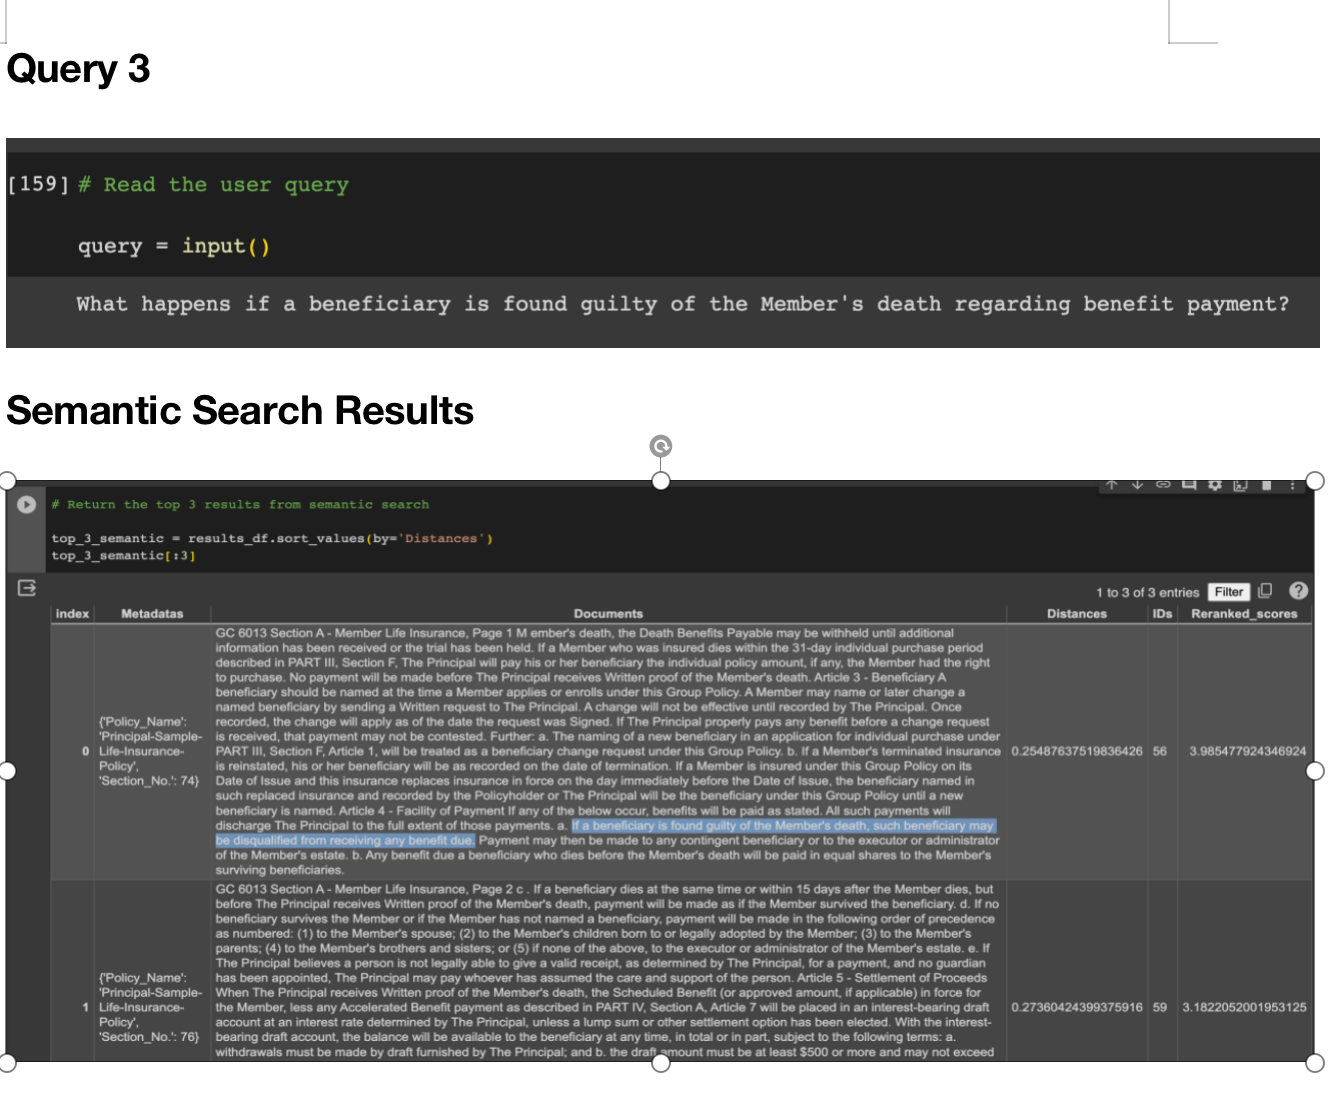 Query 3
[159] # Read the user query
query = input()
What happens if a beneficiary is found guilty of the Member's death regarding benefit payment?
Semantic Search Results
# Return the top 3 results from semantic search
top_3_semantic = results_df.sort_values(by='Distances')
top_3_semantic[:3]
1 to 3 of 3 entries Filter
index Metadatas Documents Distances IDs Reranked_scores
0
{'Policy_Name':
'Principal-Sample-
Life-Insurance-
Policy',
'Section_No.': 74}
GC 6013 Section A - Member Life Insurance, Page 1 M ember's death, the Death Benefits Payable may be withheld until additional
information has been received or the trial has been held. If a Member who was insured dies within the 31-day individual purchase period
described in PART III, Section F, The Principal will pay his or her beneficiary the individual policy amount, if any, the Member had the right
to purchase. No payment will be made before The Principal receives Written proof of the Member's death. Article 3 - Beneficiary A
beneficiary should be named at the time a Member applies or enrolls under this Group Policy. A Member may name or later change a
named beneficiary by sending a Written request to The Principal. A change will not be effective until recorded by The Principal. Once
recorded, the change will apply as of the date the request was Signed. If The Principal properly pays any benefit before a change request
is received, that payment may not be contested. Further: a. The naming of a new beneficiary in an application for individual purchase under
PART III, Section F, Article 1, will be treated as a beneficiary change request under this Group Policy. b. If a Member's terminated insurance
is reinstated, his or her beneficiary will be as recorded on the date of termination. If a Member is insured under this Group Policy on its
Date of Issue and this insurance replaces insurance in force on the day immediately before the Date of Issue, the beneficiary named in
such replaced insurance and recorded by the Policyholder or The Principal will be the beneficiary under this Group Policy until a new
beneficiary is named. Article 4 - Facility of Payment If any of the below occur, benefits will be paid as stated. All such payments will
discharge The Principal to the full extent of those payments. a. If a beneficiary is found guilty of the Member's death, such beneficiary may
be disqualified from receiving any benefit due. Payment may then be made to any contingent beneficiary or to the executor or administrator
of the Member's estate. b. Any benefit due a beneficiary who dies before the Member's death will be paid in equal shares to the Member's
surviving beneficiaries.
0.25487637519836426 56 3.985477924346924
1
{'Policy_Name':
'Principal-Sample-
Life-Insurance-
Policy',
'Section_No.': 76}
GC 6013 Section A - Member Life Insurance, Page 2 c . If a beneficiary dies at the same time or within 15 days after the Member dies, but
before The Principal receives Written proof of the Member's death, payment will be made as if the Member survived the beneficiary. d. If no
beneficiary survives the Member or if the Member has not named a beneficiary, payment will be made in the following order of precedence
as numbered: (1) to the Member's spouse; (2) to the Member's children born to or legally adopted by the Member; (3) to the Member's
parents; (4) to the Member's brothers and sisters; or (5) if none of the above, to the executor or administrator of the Member's estate. e. If
The Principal believes a person is not legally able to give a valid receipt, as determined by The Principal, for a payment, and no guardian
has been appointed, The Principal may pay whoever has assumed the care and support of the person. Article 5 - Settlement of Proceeds
When The Principal receives Written proof of the Member's death, the Scheduled Benefit (or approved amount, if applicable) in force for
the Member, less any Accelerated Benefit payment as described in PART IV, Section A, Article 7 will be placed in an interest-bearing draft
account at an interest rate determined by The Principal, unless a lump sum or other settlement option has been elected. With the interest-
bearing draft account, the balance will be available to the beneficiary at any time, in total or in part, subject to the following terms: a.
withdrawals must be made by draft furnished by The Principal; and b. the draft amount must be at least $500 or more and may not exceed
0.27360424399375916 59 3.1822052001953125